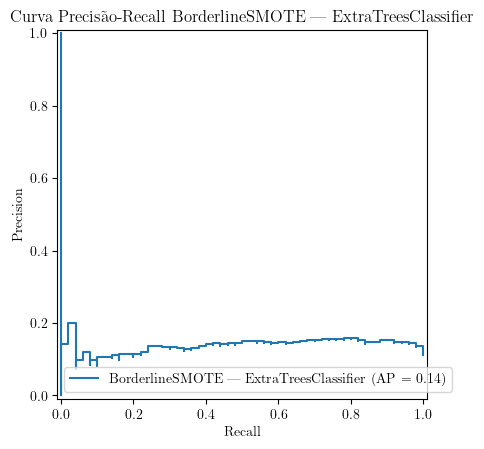 Curva Precisão-Recall BorderlineSMOTE — ExtraTreesClassifier
1.0
0.8
0.6
0.4
0.2
0.0
Precision
BorderlineSMOTE — ExtraTreesClassifier (AP = 0.14)
0.0 0.2 0.4 0.6 0.8 1.0
Recall